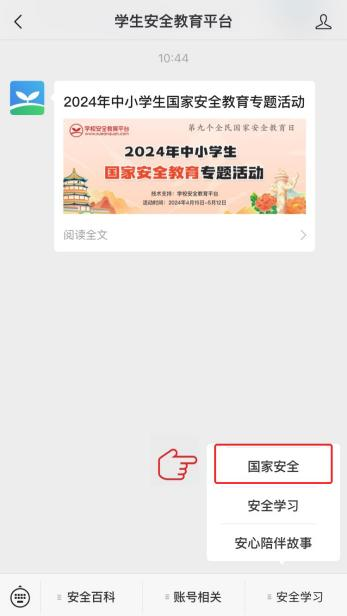 学生安全教育平台
10:44
2024年中小学生国家安全教育专题活动
学校安全教育平台
www.xueanquan.com
第九个全民国家安全教育日
2024年中小学生
国家安全教育专题活动
技术支持：学校安全教育平台
活动时间：2024年4月15日-5月12日
阅读全文
国家安全
安全学习
安心陪伴故事
安全百科
账号相关
安全学习